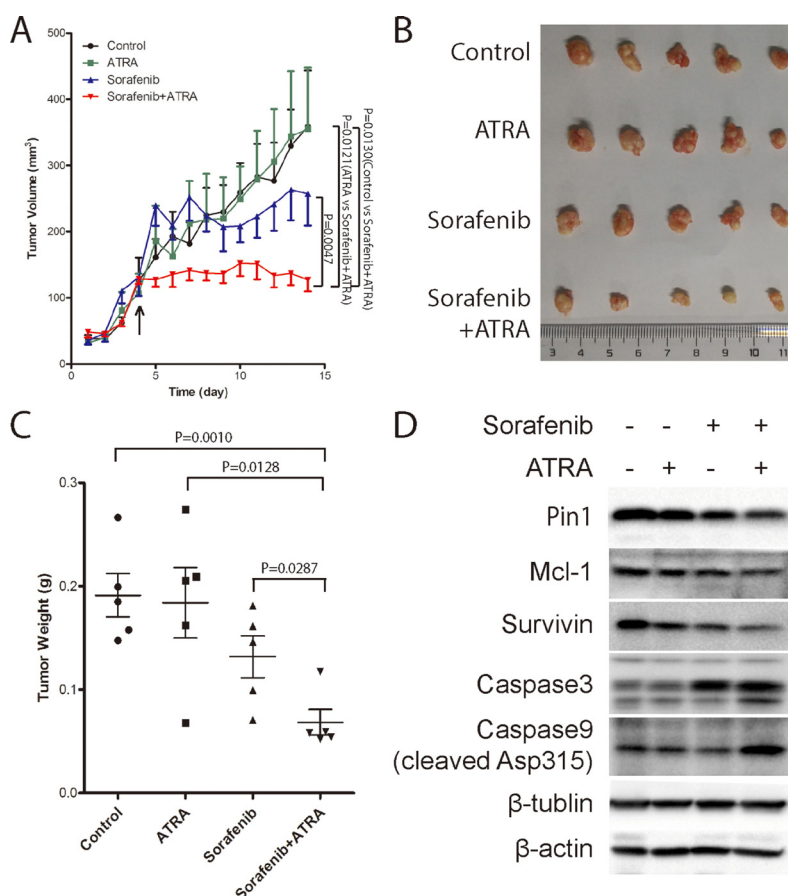 A
Control
ATRA
Sorafenib
Sorafenib+ATRA
500
400
300
200
100
0
Tumor Volume (mm3)
0
5
10
15
Time (day)
P=0.0047
P=0.0121(ATRA vs Sorafenib+ATRA)
P=0.0130(Control vs Sorafenib+ATRA)
B
Control
ATRA
Sorafenib
Sorafenib
+ATRA
3 4 5 6 7 8 9 10 11
C
P=0.0010
P=0.0128
P=0.0287
0.3
0.2
0.1
0.0
Tumor Weight (g)
Control
ATRA
Sorafenib
Sorafenib+ATRA
D
Sorafenib - - + +
ATRA - + - +
Pin1
Mcl-1
Survivin
Caspase3
Caspase9
(cleaved Asp315)
β-tublin
β-actin